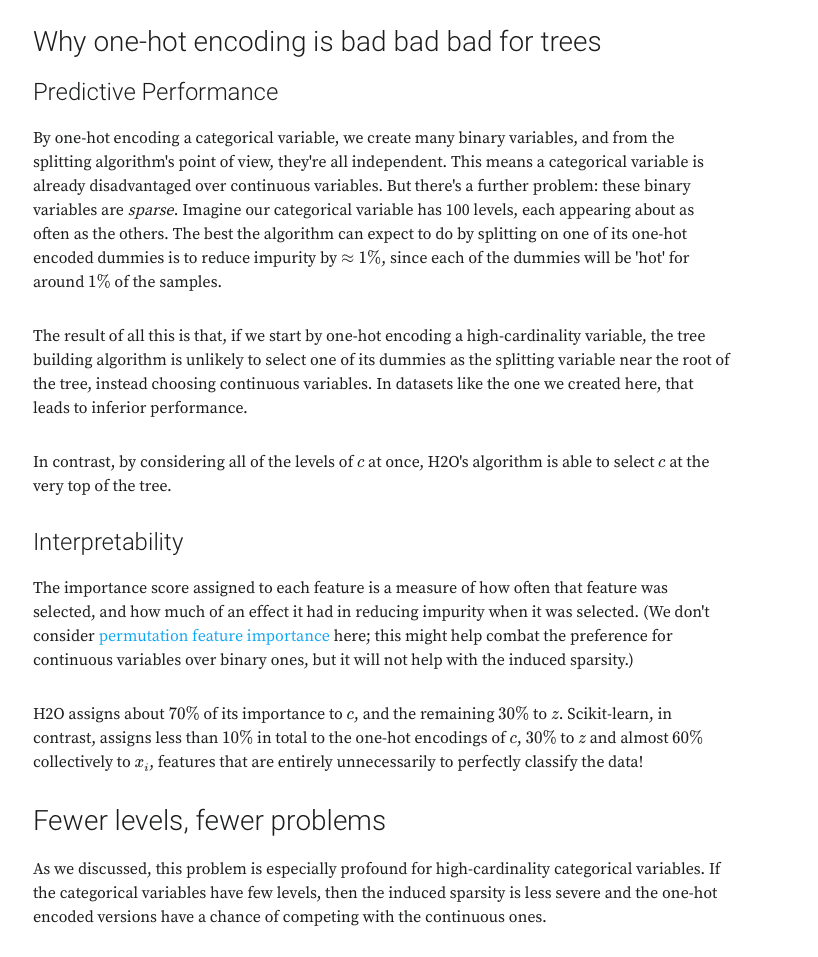 Why one-hot encoding is bad bad bad for trees
Predictive Performance
By one-hot encoding a categorical variable, we create many binary variables, and from the
splitting algorithm's point of view, they're all independent. This means a categorical variable is
already disadvantaged over continuous variables. But there's a further problem: these binary
variables are sparse. Imagine our categorical variable has 100 levels, each appearing about as
often as the others. The best the algorithm can expect to do by splitting on one of its one-hot
encoded dummies is to reduce impurity by ≈ 1%, since each of the dummies will be 'hot' for
around 1% of the samples.
The result of all this is that, if we start by one-hot encoding a high-cardinality variable, the tree
building algorithm is unlikely to select one of its dummies as the splitting variable near the root of
the tree, instead choosing continuous variables. In datasets like the one we created here, that
leads to inferior performance.
In contrast, by considering all of the levels of c at once, H2O's algorithm is able to select c at the
very top of the tree.
Interpretability
The importance score assigned to each feature is a measure of how often that feature was
selected, and how much of an effect it had in reducing impurity when it was selected. (We don't
consider permutation feature importance here; this might help combat the preference for
continuous variables over binary ones, but it will not help with the induced sparsity.)
H2O assigns about 70% of its importance to c, and the remaining 30% to z. Scikit-learn, in
contrast, assigns less than 10% in total to the one-hot encodings of c, 30% to z and almost 60%
collectively to xᵢ, features that are entirely unnecessarily to perfectly classify the data!
Fewer levels, fewer problems
As we discussed, this problem is especially profound for high-cardinality categorical variables. If
the categorical variables have few levels, then the induced sparsity is less severe and the one-hot
encoded versions have a chance of competing with the continuous ones.